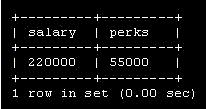 +--------+-------+
| salary | perks |
+--------+-------+
| 220000 | 55000 |
+--------+-------+
1 row in set (0.00 sec)